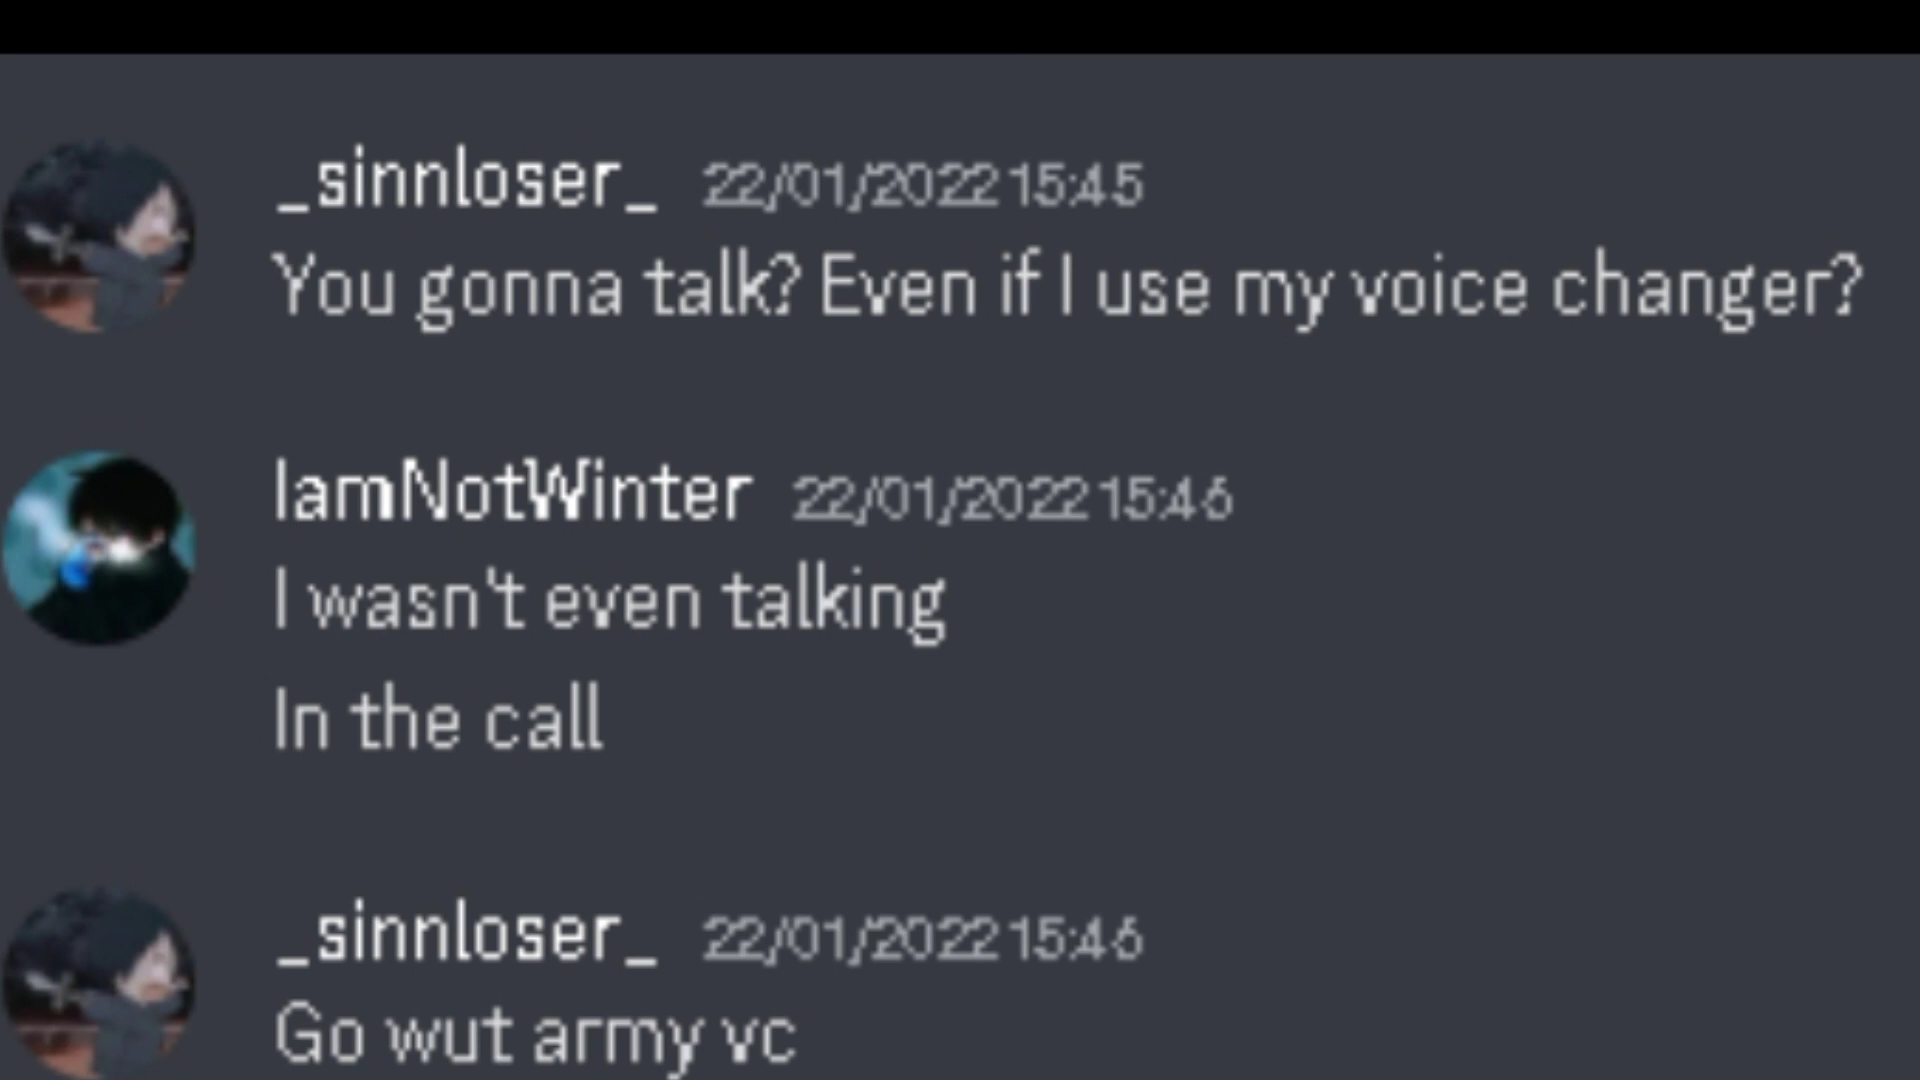 _sinnloser_ 22/01/2022 15:45
You gonna talk? Even if I use my voice changer?
IamNotWinter 22/01/2022 15:46
I wasn't even talking
In the call
_sinnloser_ 22/01/2022 15:46
Go wut army vc